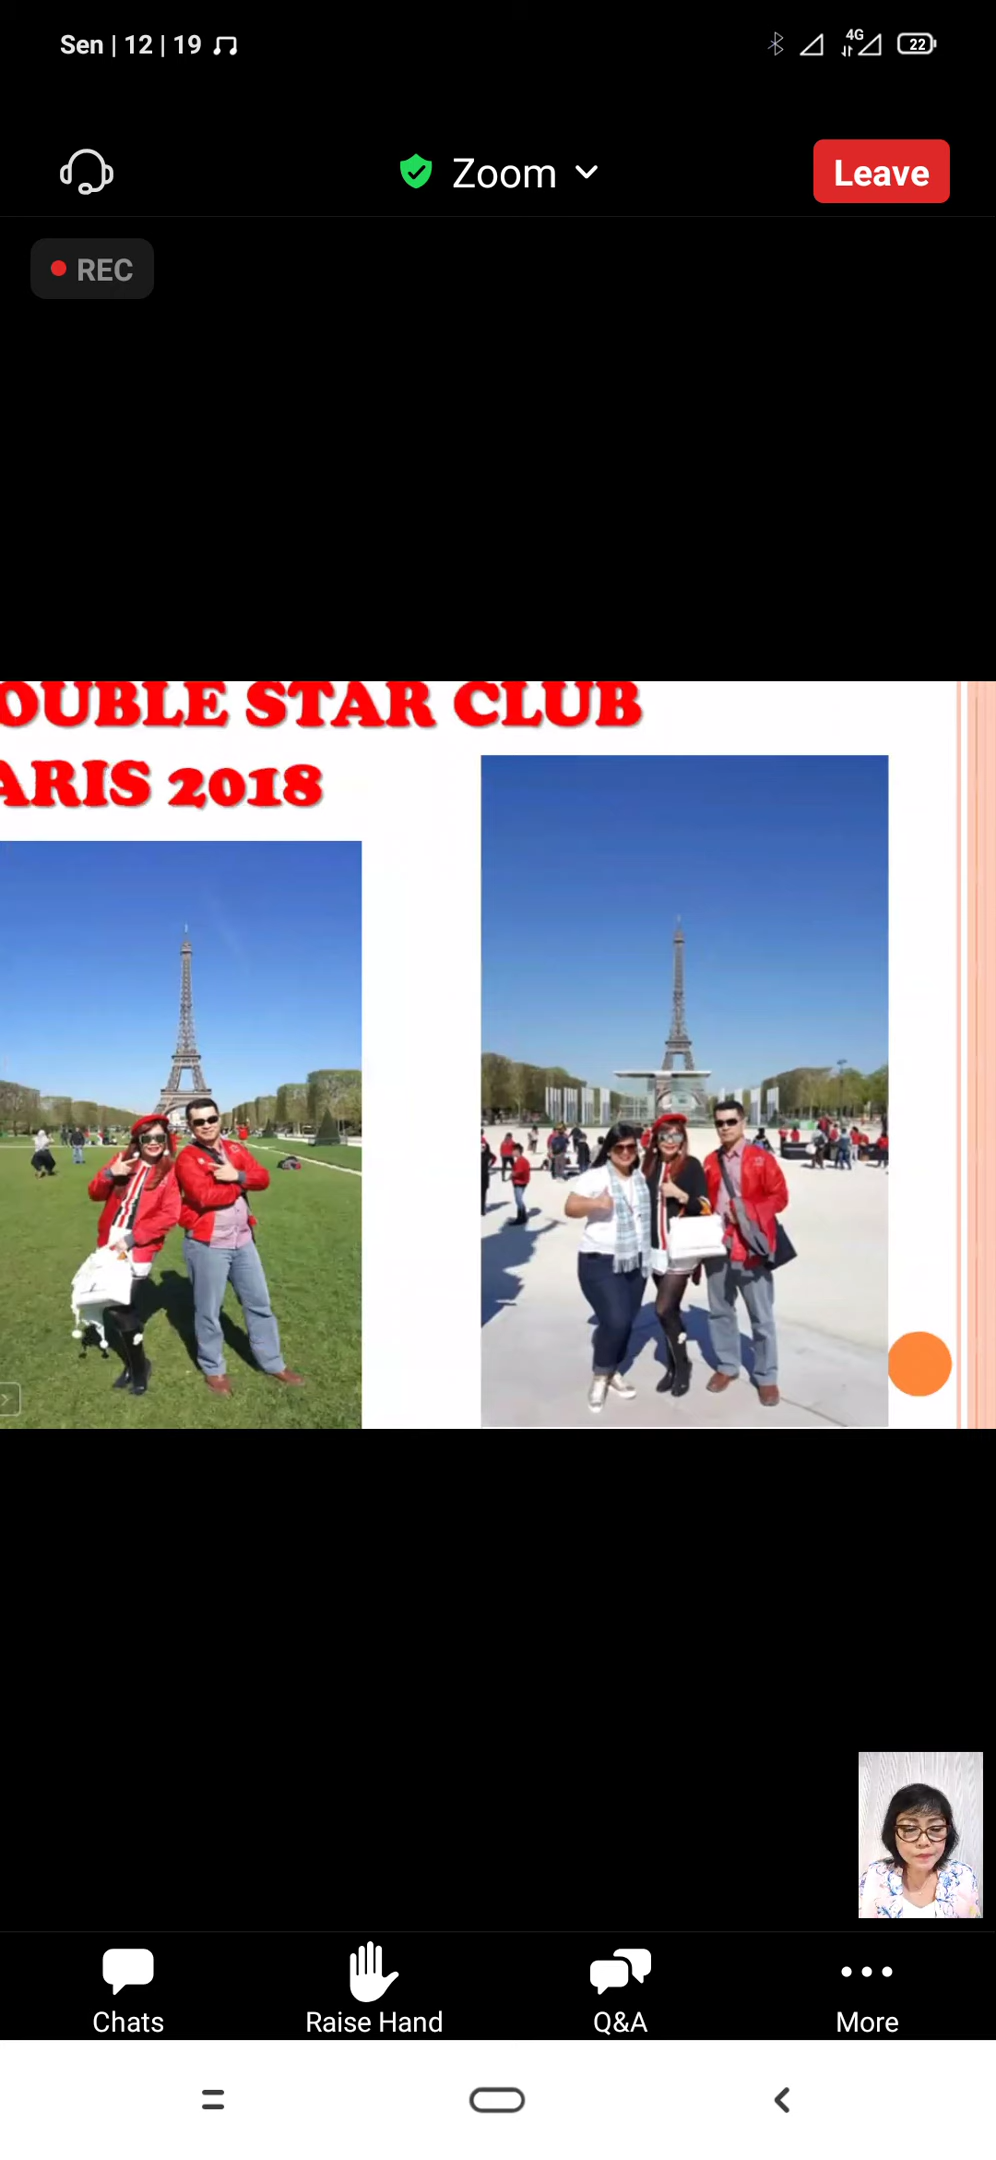 Sen | 12 | 19
4G
22
Zoom
Leave
REC
OUBLE STAR CLUB
ARIS 2018
Chats
Raise Hand
Q&A
More